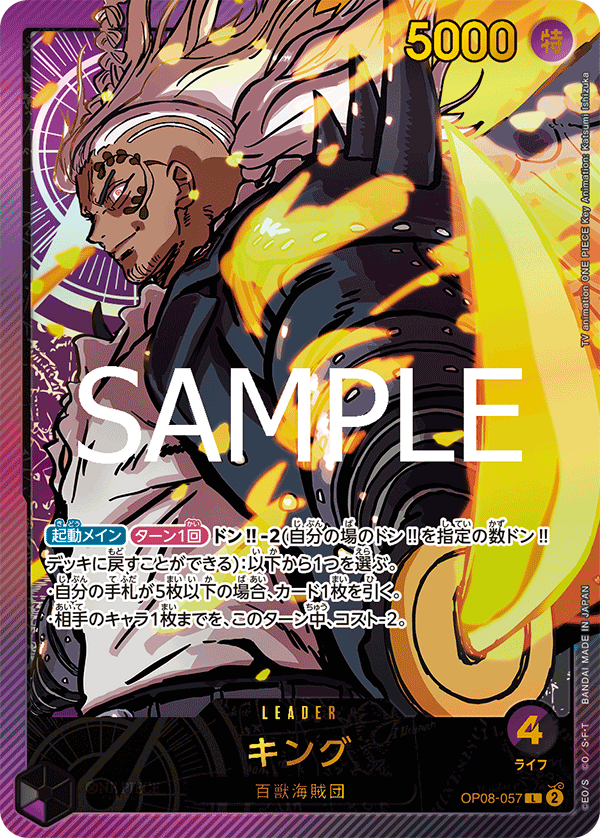 5000 特
TV animation ONE PIECE Key Animation: Katsumi Ishizuka
SAMPLE
起動メイン ターン1回 ドン!!-2(自分の場のドン!!を指定の数ドン!!
デッキに戻すことができる):以下から1つを選ぶ。
・自分の手札が5枚以下の場合、カード1枚を引く。
・相手のキャラ1枚までを、このターン中、コスト-2。
©EO/S ©O/S・F・T BANDAI MADE IN JAPAN
LEADER
キング
百獣海賊団
4
ライフ
ONE PIECE
OP08-057 L 2